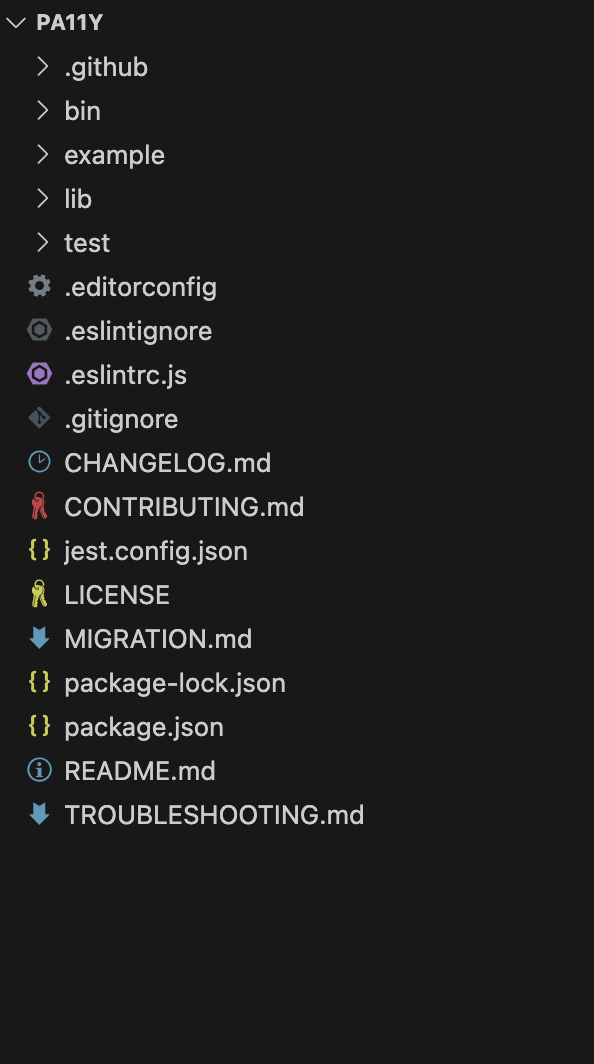 PA11Y
.github
bin
example
lib
test
.editorconfig
.eslintignore
.eslintrc.js
.gitignore
CHANGELOG.md
CONTRIBUTING.md
jest.config.json
LICENSE
MIGRATION.md
package-lock.json
package.json
README.md
TROUBLESHOOTING.md